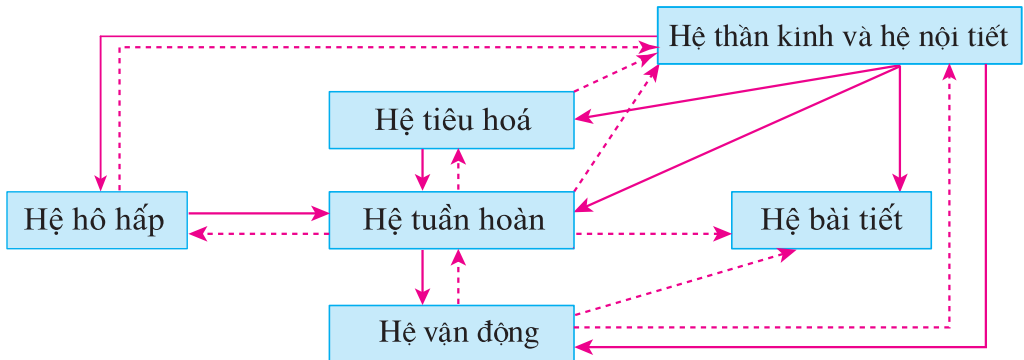 Hệ thần kinh và hệ nội tiết
Hệ tiêu hoá
Hệ hô hấp
Hệ tuần hoàn
Hệ bài tiết
Hệ vận động